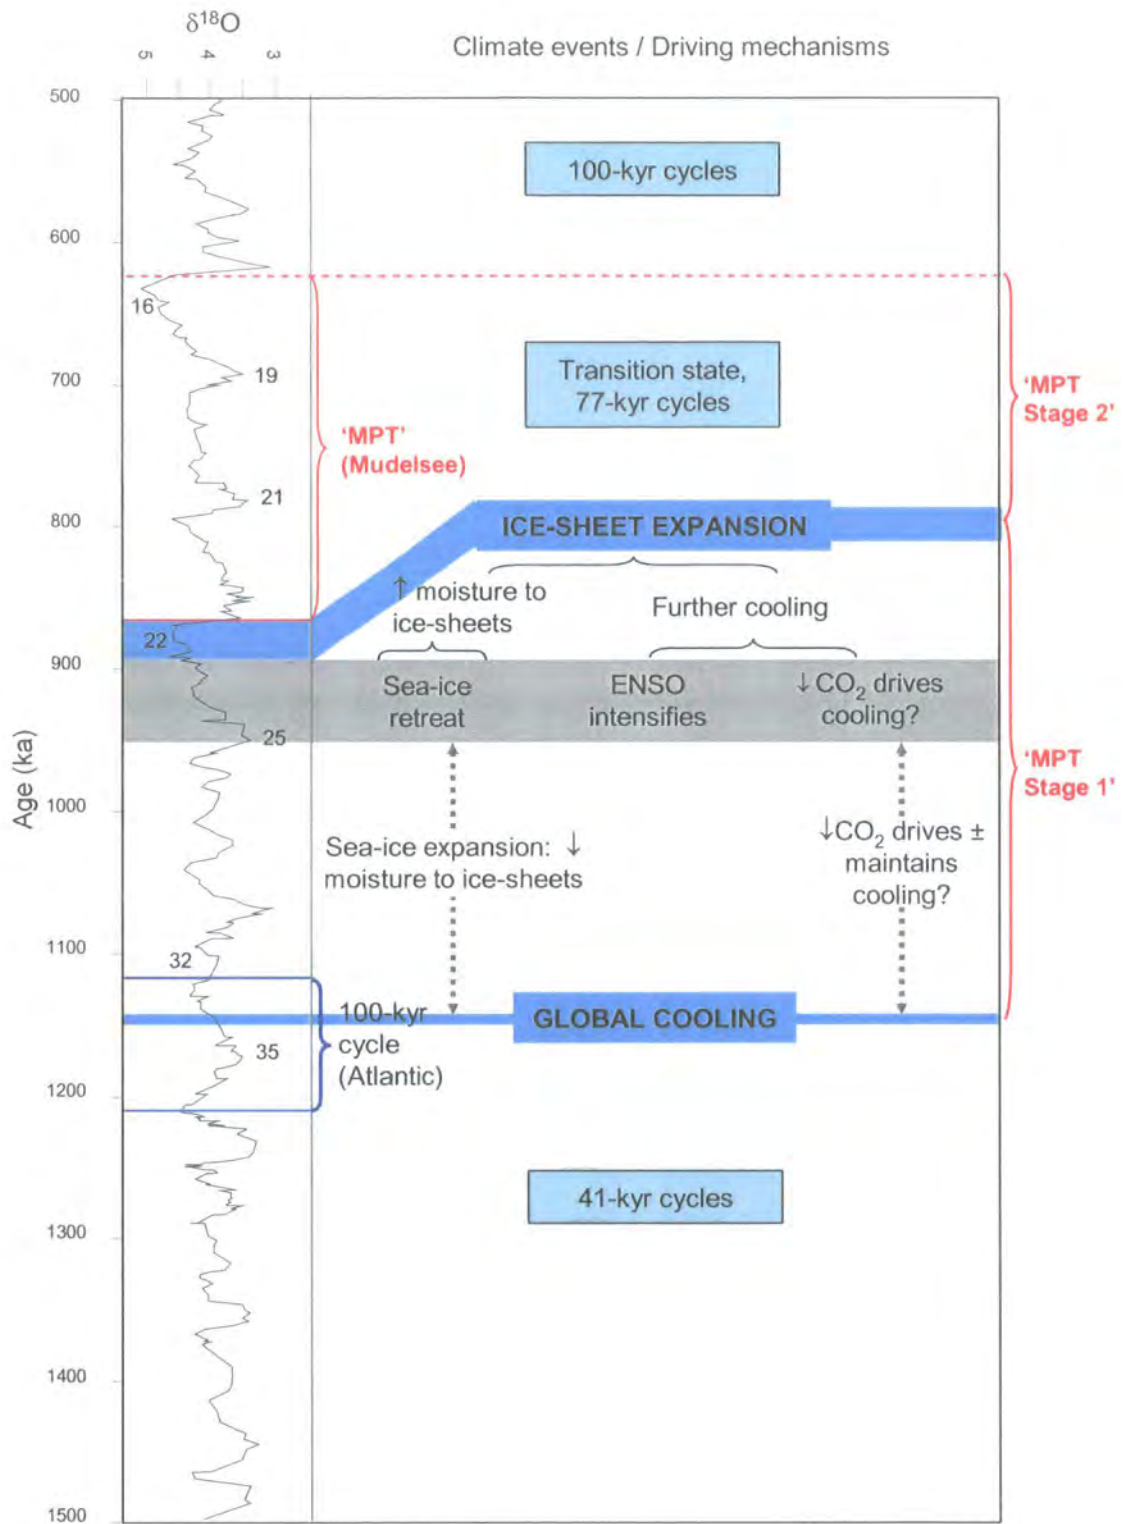 δ18O
Climate events / Driving mechanisms
5 4 3
500
100-kyr cycles
600
16
Transition state,
77-kyr cycles
19
700
'MPT
Stage 2'
'MPT'
(Mudelsee)
21
800
ICE-SHEET EXPANSION
↑ moisture to
ice-sheets
Further cooling
22
900
Sea-ice
retreat
ENSO
intensifies
↓CO2 drives
cooling?
25
'MPT
Stage 1'
Age (ka)
1000
Sea-ice expansion: ↓
moisture to ice-sheets
↓CO2 drives ±
maintains
cooling?
1100
32
GLOBAL COOLING
100-kyr
cycle
(Atlantic)
35
1200
41-kyr cycles
1300
1400
1500